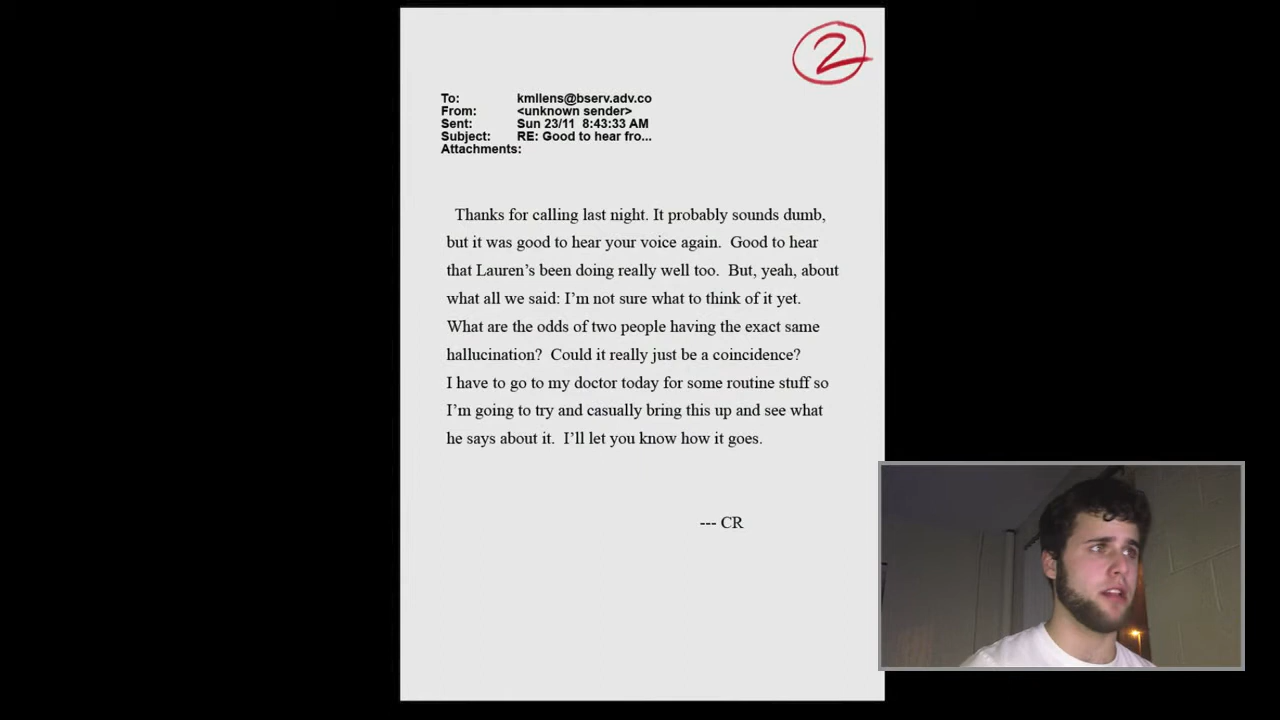 2
To: kmllens@bserv.adv.co
From: <unknown sender>
Sent: Sun 23/11 8:43:33 AM
Subject: RE: Good to hear fro...
Attachments:
Thanks for calling last night. It probably sounds dumb,
but it was good to hear your voice again. Good to hear
that Lauren’s been doing really well too. But, yeah, about
what all we said: I’m not sure what to think of it yet.
What are the odds of two people having the exact same
hallucination? Could it really just be a coincidence?
I have to go to my doctor today for some routine stuff so
I’m going to try and casually bring this up and see what
he says about it. I’ll let you know how it goes.
--- CR